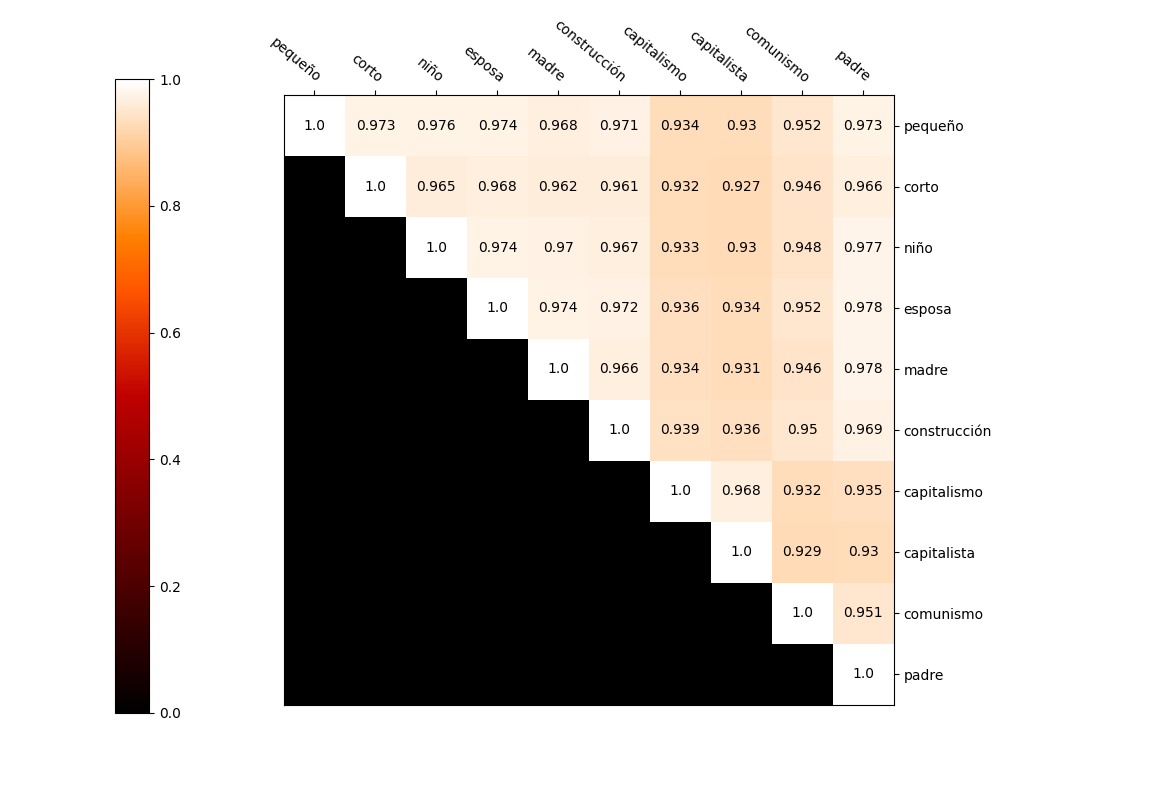 pequeño corto niño esposa madre construcción capitalismo capitalista comunismo padre
1.0
0.8
0.6
0.4
0.2
0.0
1.0 0.973 0.976 0.974 0.968 0.971 0.934 0.93 0.952 0.973 pequeño
1.0 0.965 0.968 0.962 0.961 0.932 0.927 0.946 0.966 corto
1.0 0.974 0.97 0.967 0.933 0.93 0.948 0.977 niño
1.0 0.974 0.972 0.936 0.934 0.952 0.978 esposa
1.0 0.966 0.934 0.931 0.946 0.978 madre
1.0 0.939 0.936 0.95 0.969 construcción
1.0 0.968 0.932 0.935 capitalismo
1.0 0.929 0.93 capitalista
1.0 0.951 comunismo
1.0 padre